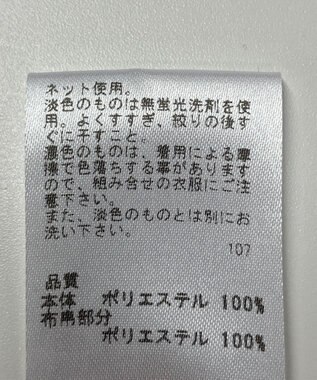 ネット使用。
淡色のものは無蛍光洗剤を使
用。よくすすぎ、絞りの後す
ぐに干すこと。
濃色のものは、着用による摩
擦で色落ちする事があります
ので、組み合せの衣服にご注
意下さい。
また、淡色のものとは別にお
洗い下さい。
107
品質
本体 ポリエステル 100%
布帛部分
ポリエステル 100%